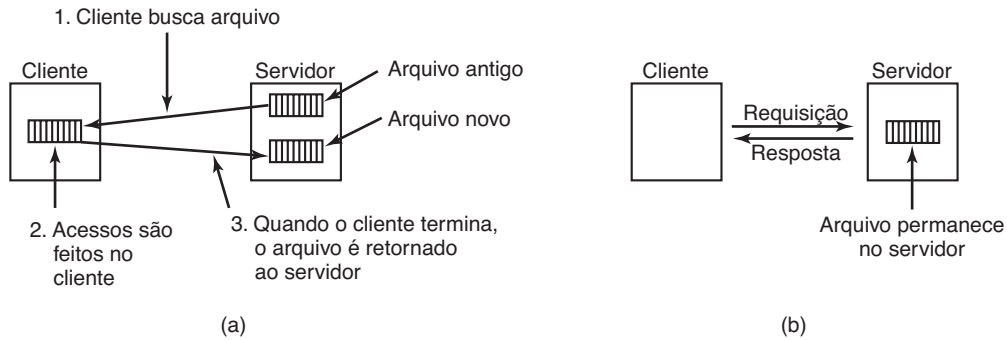 1. Cliente busca arquivo
Cliente
Servidor
Arquivo antigo
Arquivo novo
2. Acessos são
feitos no
cliente
3. Quando o cliente termina,
o arquivo é retornado
ao servidor
(a)
Cliente
Servidor
Requisição
Resposta
Arquivo permanece
no servidor
(b)